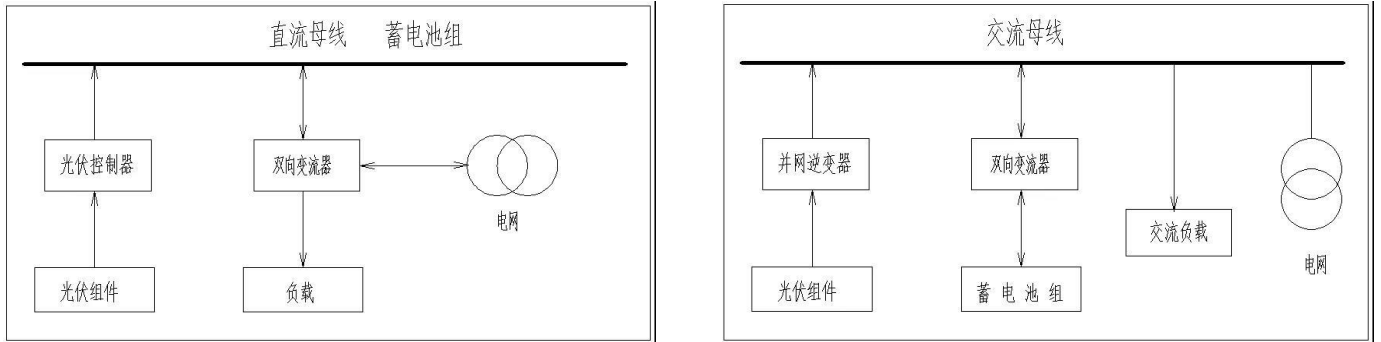 直流母线 蓄电池组
光伏控制器
双向变流器
电网
光伏组件
负载
交流母线
并网逆变器
双向变流器
交流负载
电网
光伏组件
蓄电池组